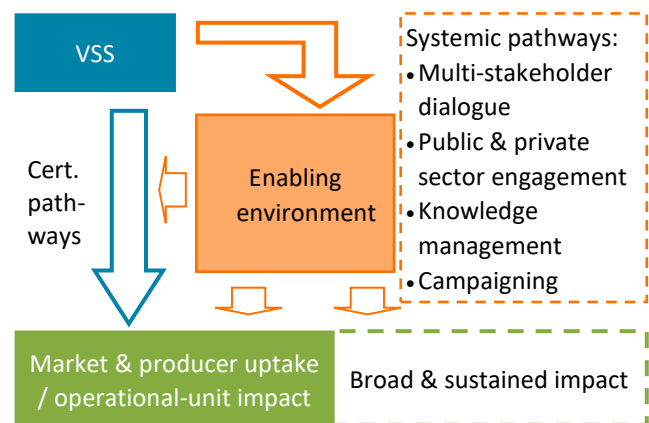 VSS
Systemic pathways:
•Multi-stakeholder
dialogue
•Public & private
sector engagement
•Knowledge
management
•Campaigning
Enabling
environment
Cert.
path-
ways
Market & producer uptake
/ operational-unit impact
Broad & sustained impact